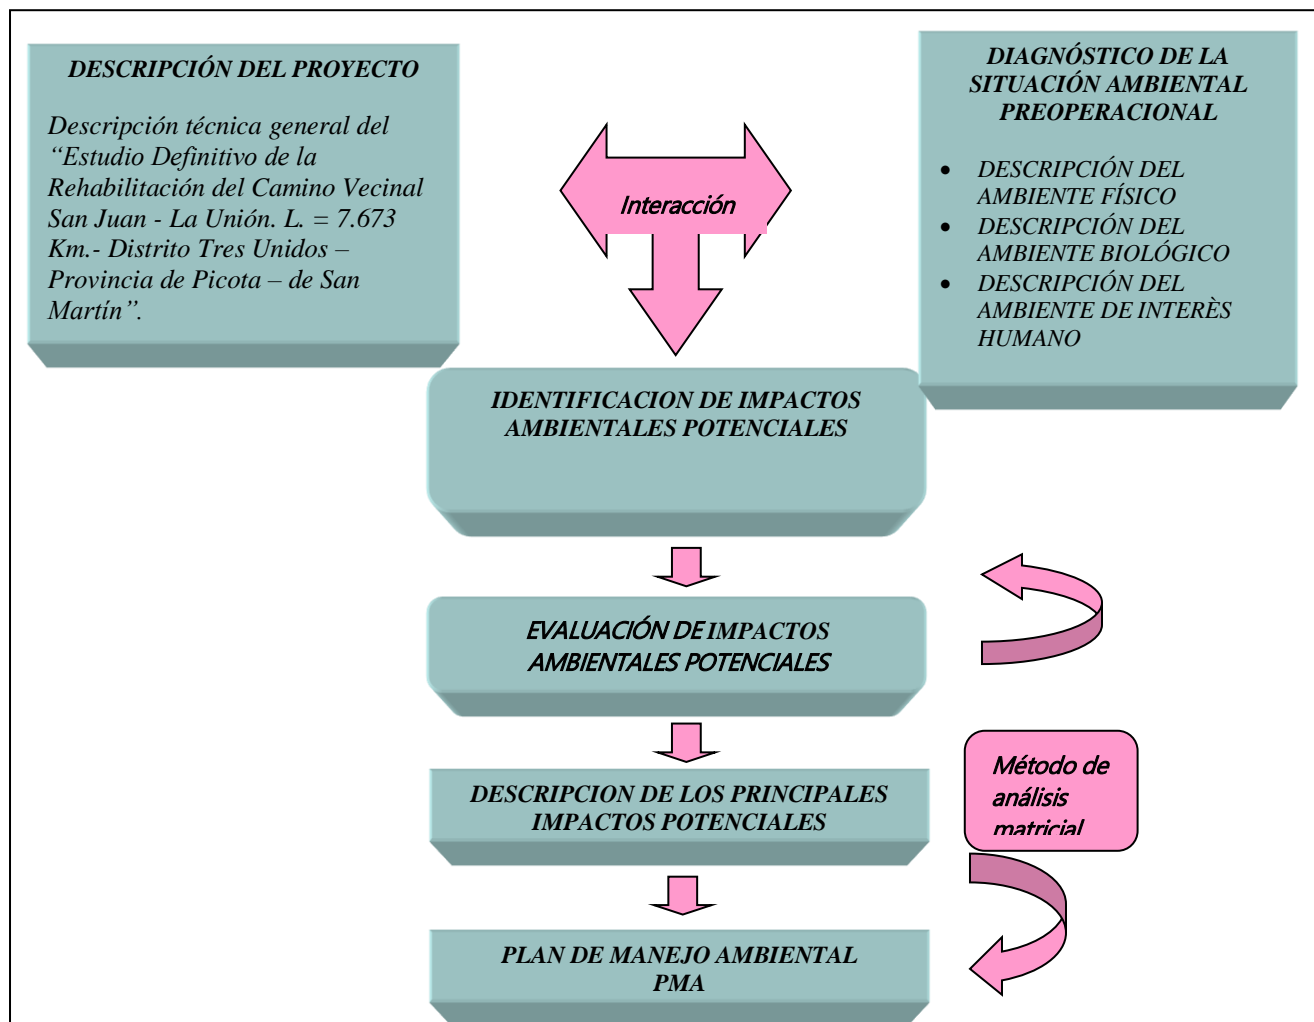 DESCRIPCIÓN DEL PROYECTO
Descripción técnica general del
“Estudio Definitivo de la
Rehabilitación del Camino Vecinal
San Juan - La Unión. L. = 7.673
Km.- Distrito Tres Unidos –
Provincia de Picota – de San
Martín”.
Interacción
DIAGNÓSTICO DE LA
SITUACIÓN AMBIENTAL
PREOPERACIONAL
• DESCRIPCIÓN DEL
AMBIENTE FÍSICO
• DESCRIPCIÓN DEL
AMBIENTE BIOLÓGICO
• DESCRIPCIÓN DEL
AMBIENTE DE INTERÈS
HUMANO
IDENTIFICACION DE IMPACTOS
AMBIENTALES POTENCIALES
EVALUACIÓN DE IMPACTOS
AMBIENTALES POTENCIALES
DESCRIPCION DE LOS PRINCIPALES
IMPACTOS POTENCIALES
Método de
análisis
matricial
PLAN DE MANEJO AMBIENTAL
PMA